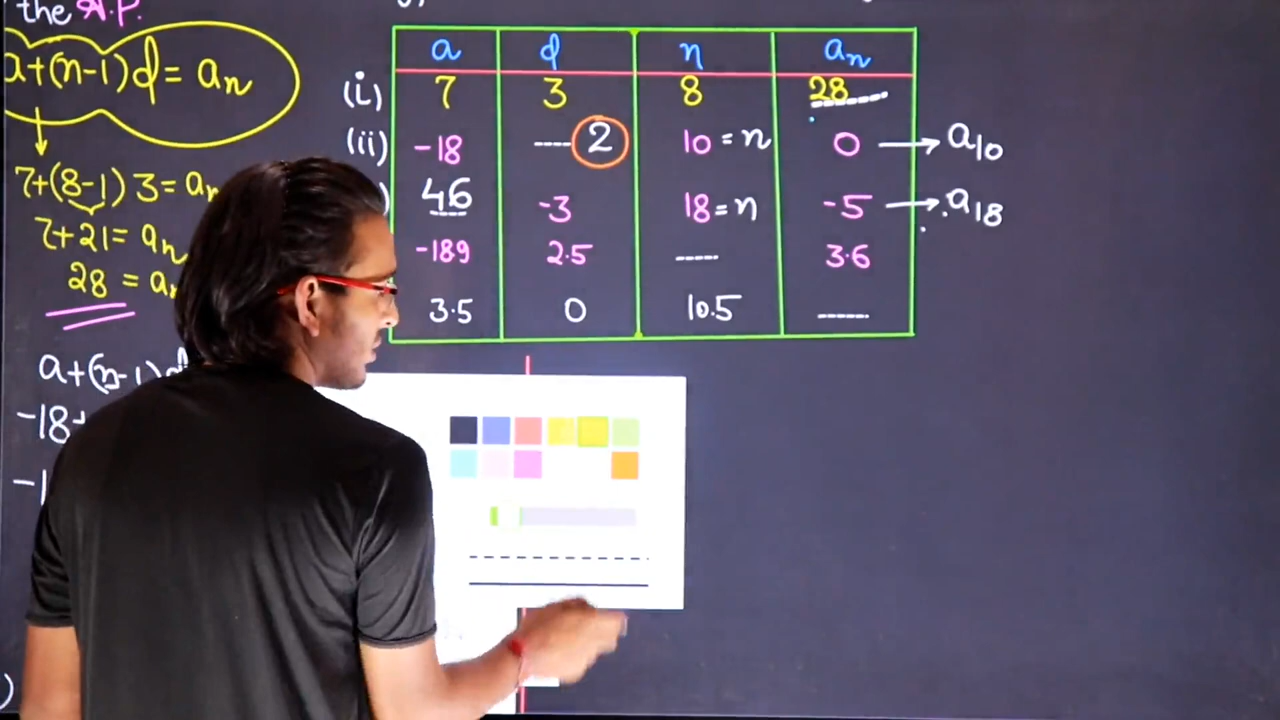 the A.P.
a+(n-1)d = an
7+(8-1) 3 = an
7+21 = an
28 = an
a+(n-1)d
-18+
a d n an
(i) 7 3 8 28
(ii) -18 ---- 2 10 = n 0 → a10
) 46 -3 18 = n -5 → a18
-189 2.5 ---- 3.6
3.5 0 10.5 ----